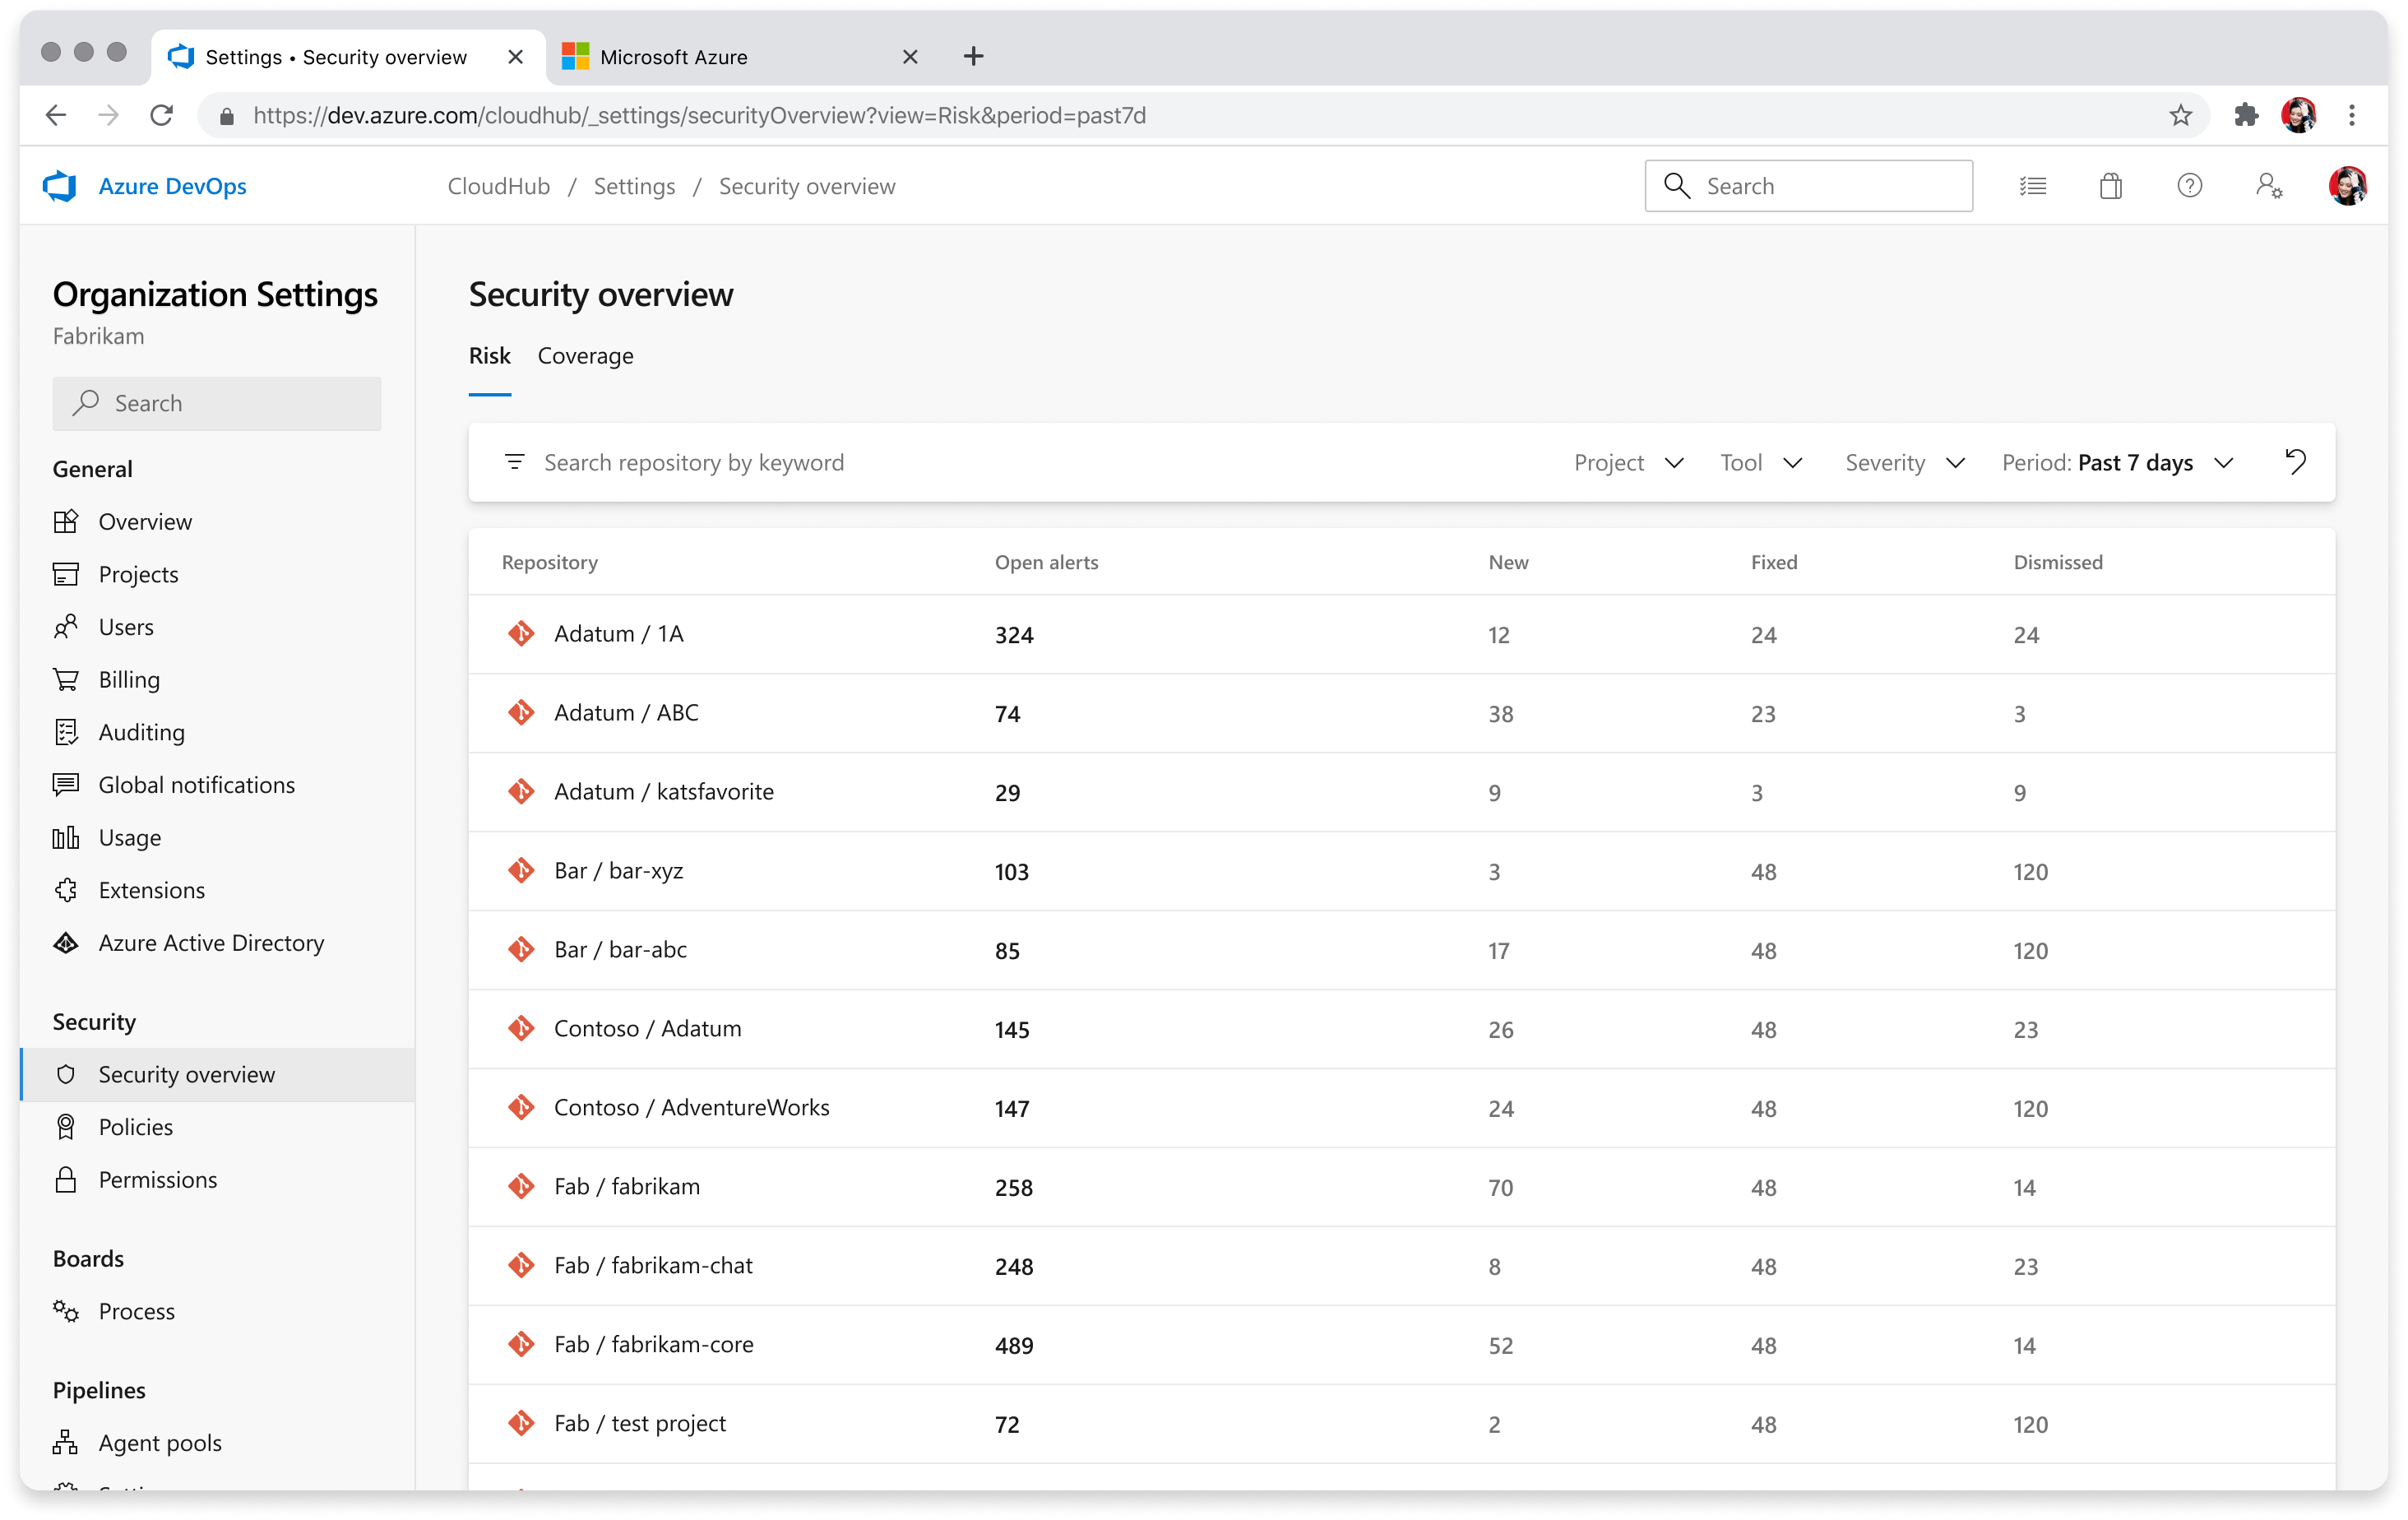 Settings • Security overview
Microsoft Azure
https://dev.azure.com/cloudhub/_settings/securityOverview?view=Risk&period=past7d
Azure DevOps
CloudHub / Settings / Security overview
Search
Organization Settings
Fabrikam
Search
General
Overview
Projects
Users
Billing
Auditing
Global notifications
Usage
Extensions
Azure Active Directory
Security
Security overview
Policies
Permissions
Boards
Process
Pipelines
Agent pools
Security overview
Risk Coverage
Search repository by keyword Project Tool Severity Period: Past 7 days
Repository Open alerts New Fixed Dismissed
Adatum / 1A 324 12 24 24
Adatum / ABC 74 38 23 3
Adatum / katsfavorite 29 9 3 9
Bar / bar-xyz 103 3 48 120
Bar / bar-abc 85 17 48 120
Contoso / Adatum 145 26 48 23
Contoso / AdventureWorks 147 24 48 120
Fab / fabrikam 258 70 48 14
Fab / fabrikam-chat 248 8 48 23
Fab / fabrikam-core 489 52 48 14
Fab / test project 72 2 48 120